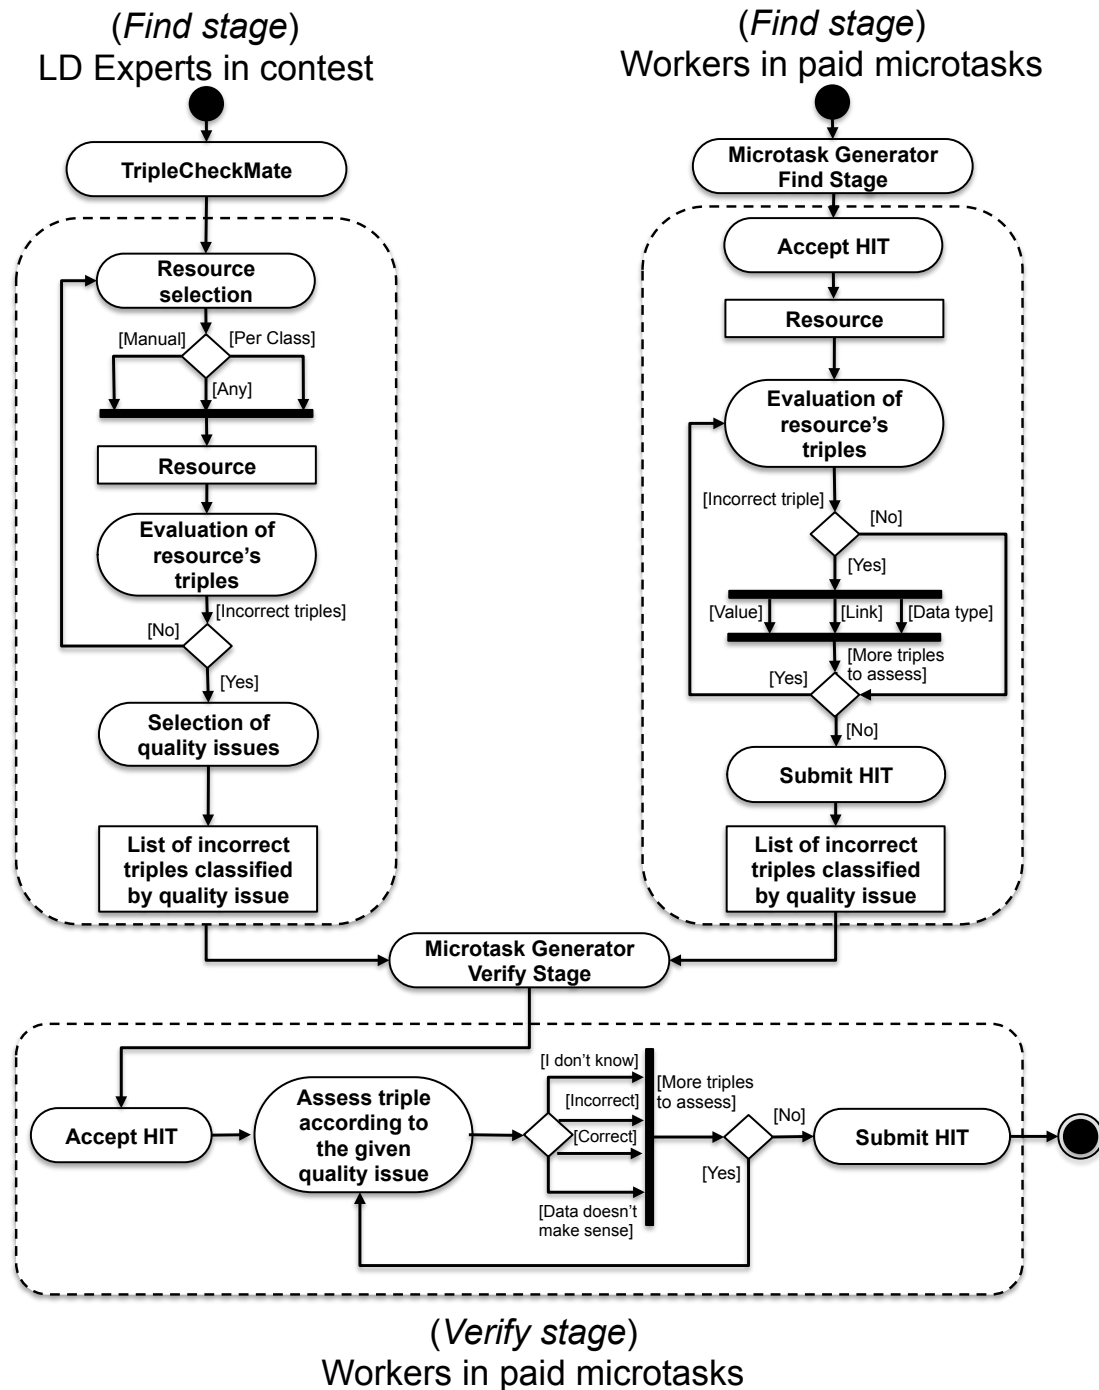 (Find stage)
LD Experts in contest
TripleCheckMate
Resource
selection
[Manual]
[Per Class]
[Any]
Resource
Evaluation of
resource's
triples
[Incorrect triples]
[No]
[Yes]
Selection of
quality issues
List of incorrect
triples classified
by quality issue
(Find stage)
Workers in paid microtasks
Microtask Generator
Find Stage
Accept HIT
Resource
Evaluation of
resource's
triples
[Incorrect triple]
[No]
[Yes]
[Value]
[Link]
[Data type]
[More triples
to assess]
[Yes]
[No]
Submit HIT
List of incorrect
triples classified
by quality issue
Microtask Generator
Verify Stage
Accept HIT
Assess triple
according to
the given
quality issue
[I don't know]
[Incorrect]
[Correct]
[Data doesn't
make sense]
[More triples
to assess]
[No]
[Yes]
Submit HIT
(Verify stage)
Workers in paid microtasks